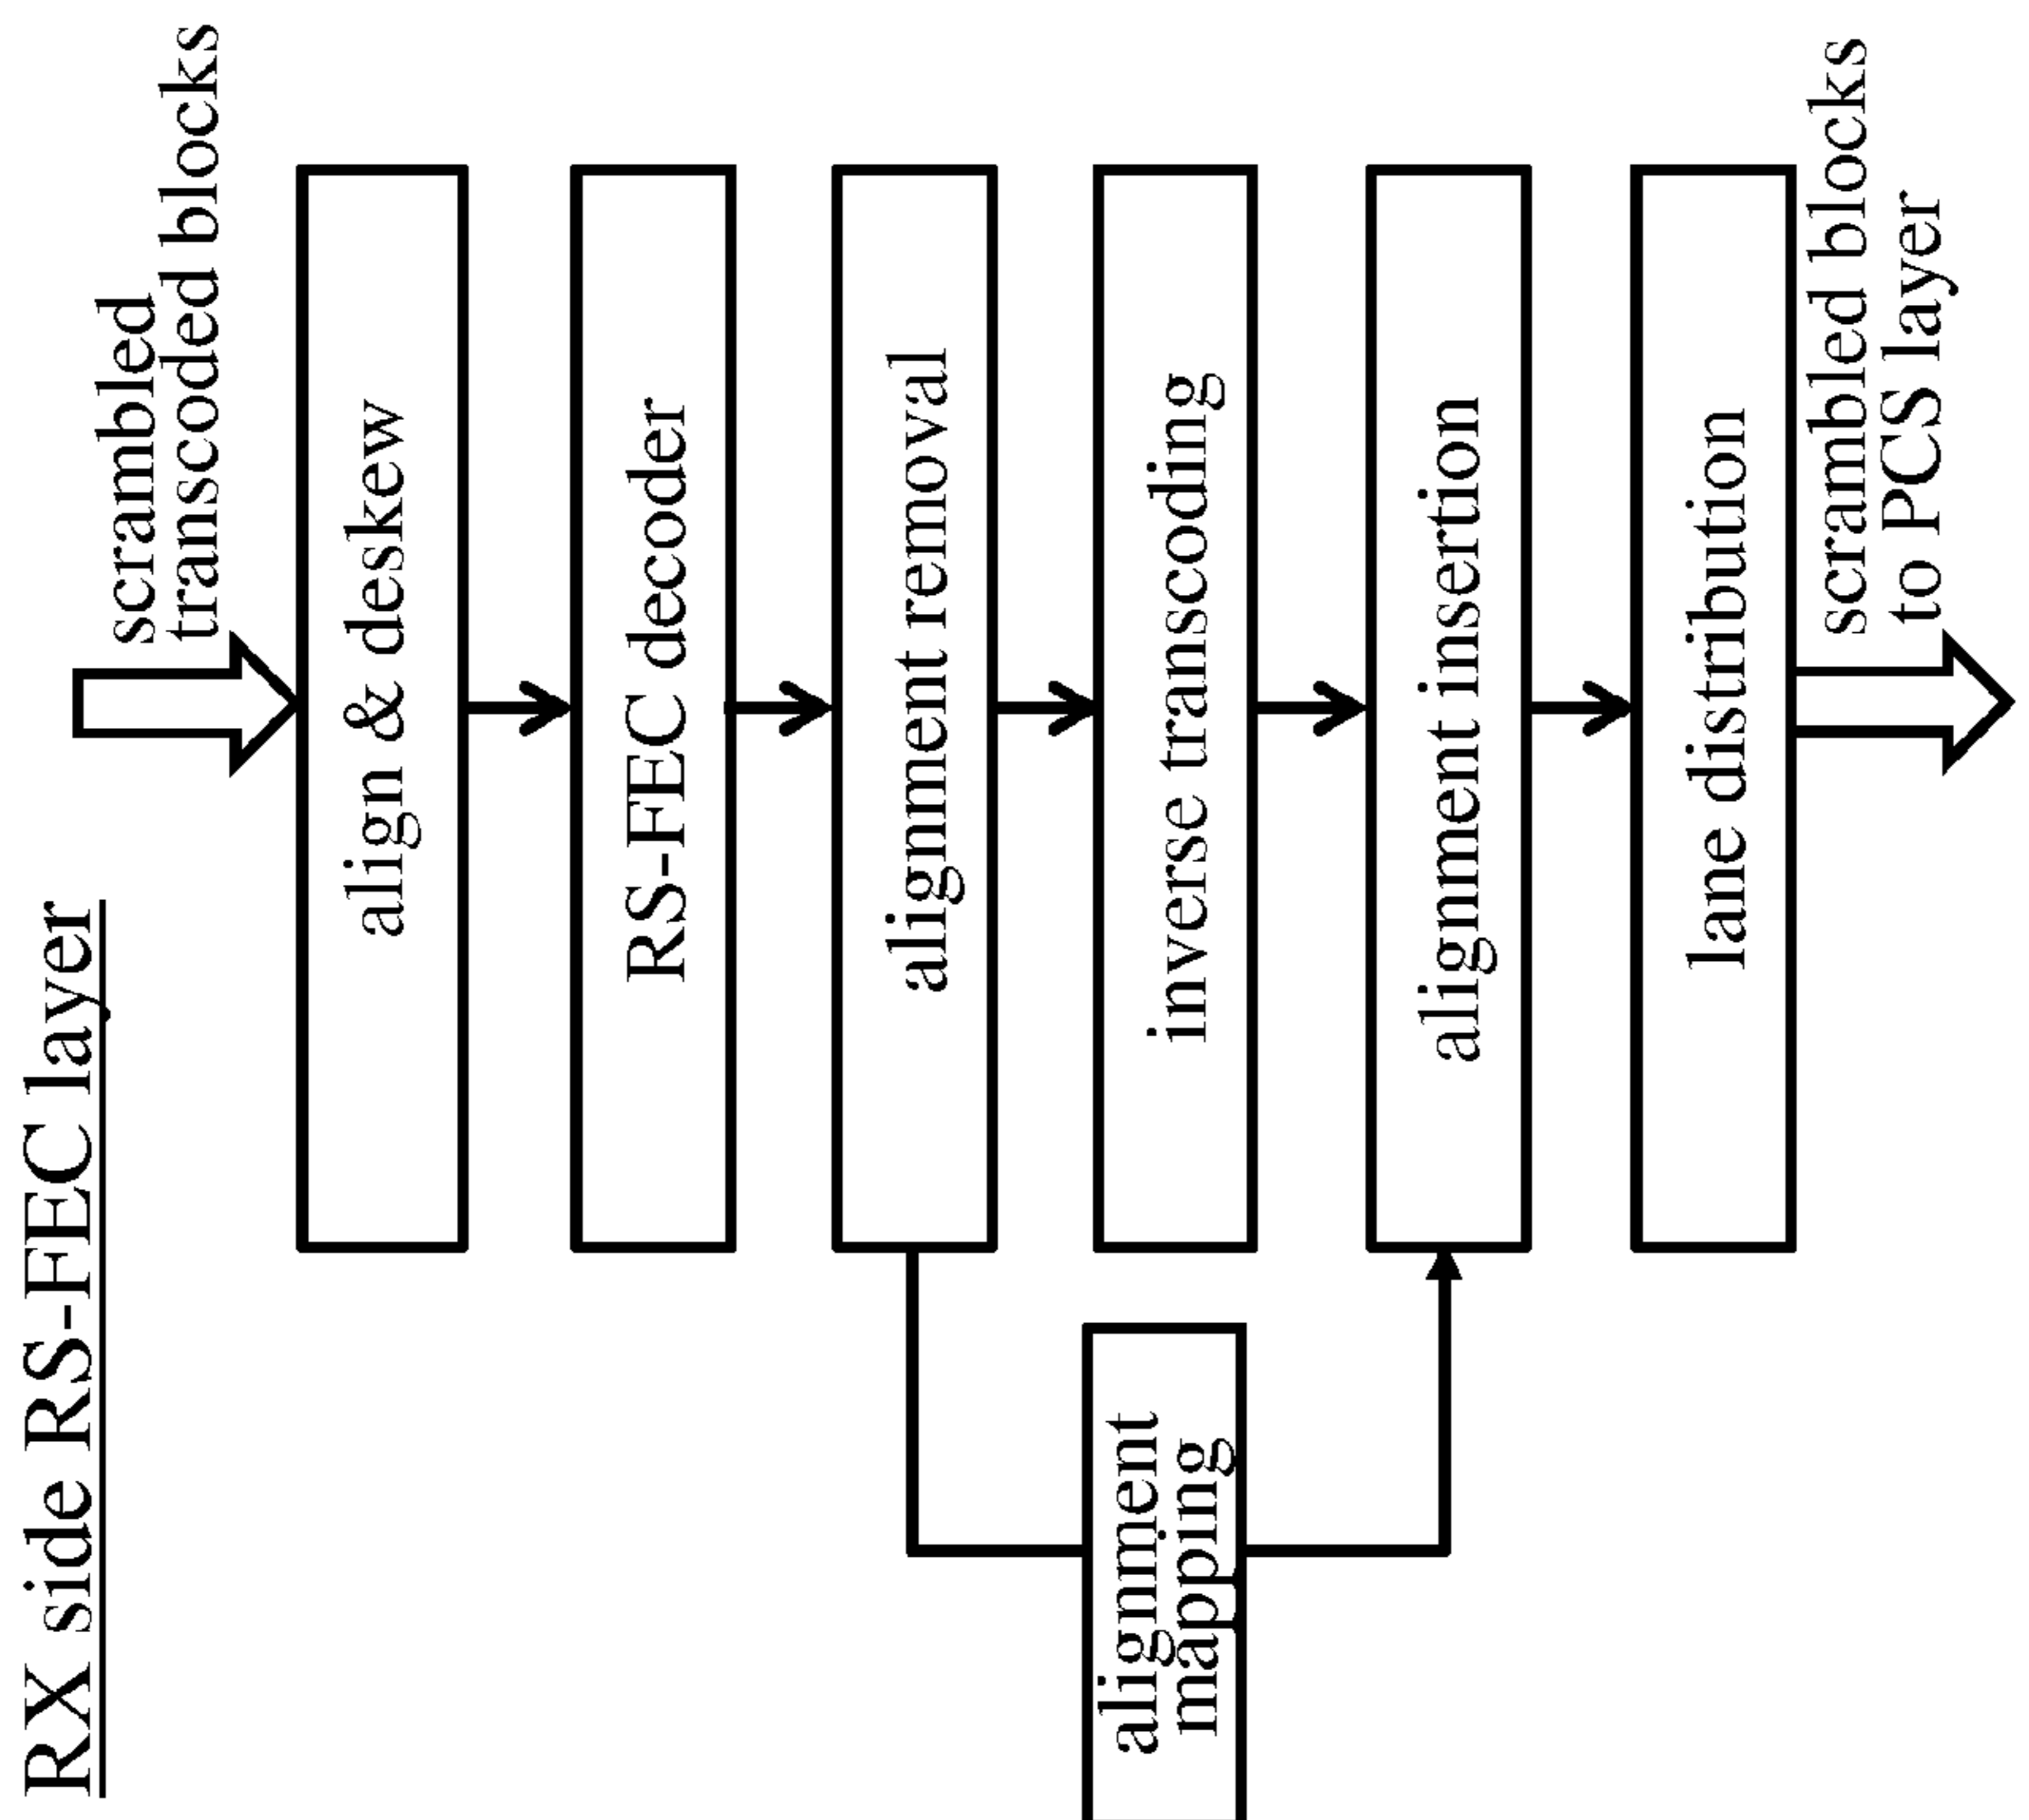 RX side RS-FEC layer
scrambled
transcoded blocks
align & deskew
RS-FEC decoder
alignment removal
alignment
mapping
inverse transcoding
alignment insertion
lane distribution
scrambled blocks
to PCS layer